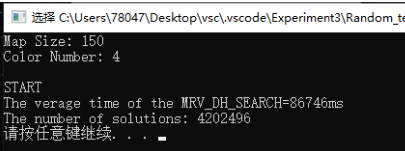 选择 C:\Users\78047\Desktop\vsc\.vscode\Experiment3\Random_te
Map Size: 150
Color Number: 4
START
The verage time of the MRV_DH_SEARCH=86746ms
The number of solutions: 4202496
请按任意键继续. . .